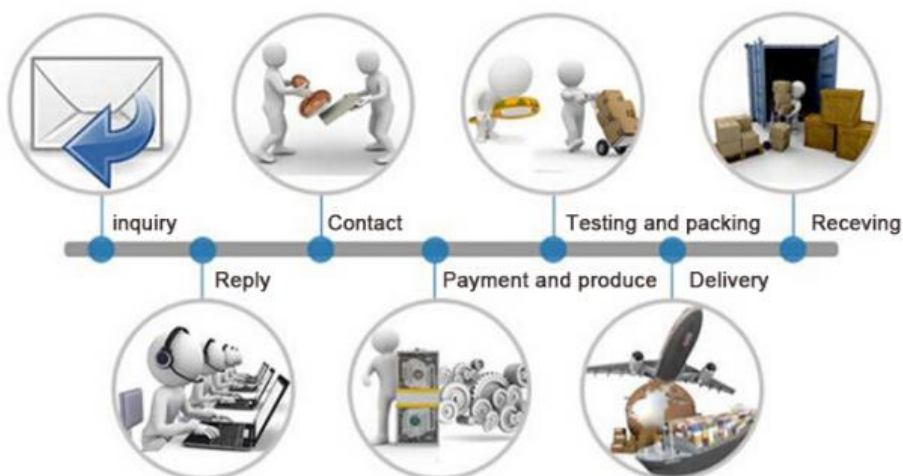 inquiry
Contact
Testing and packing
Receving
Reply
Payment and produce
Delivery